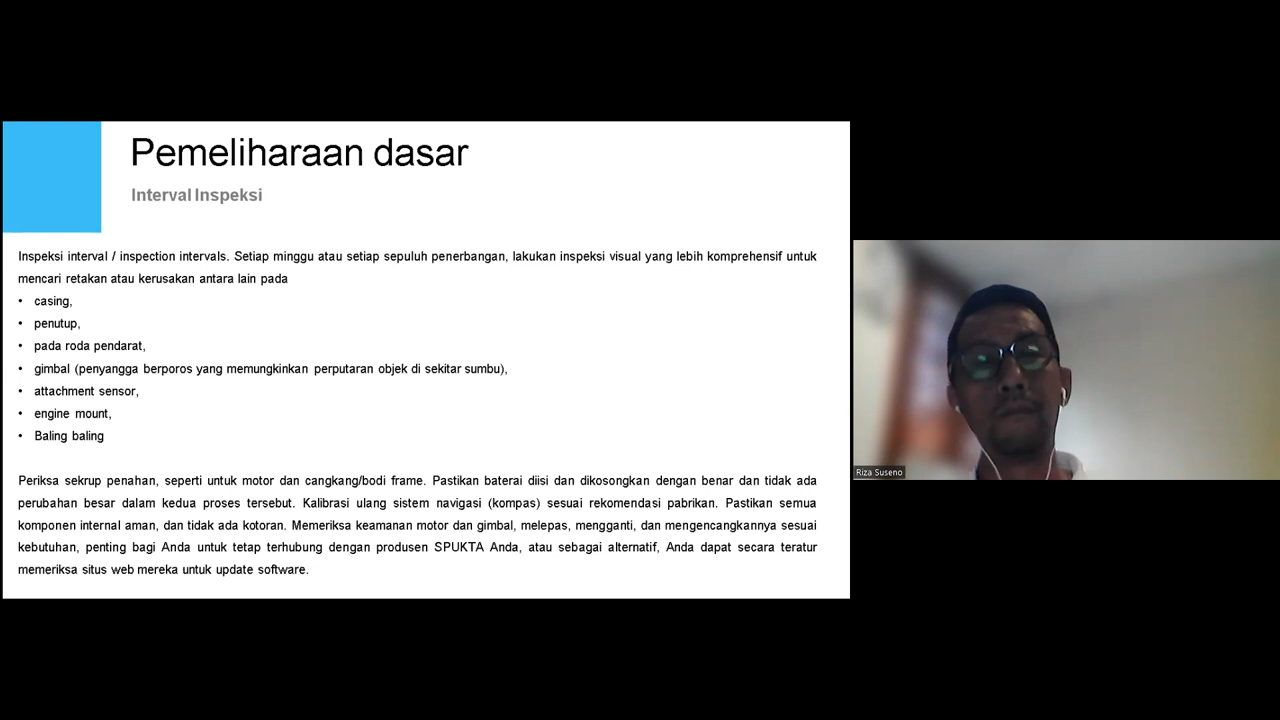 Pemeliharaan dasar
Interval Inspeksi
Inspeksi interval / inspection intervals. Setiap minggu atau setiap sepuluh penerbangan, lakukan inspeksi visual yang lebih komprehensif untuk
mencari retakan atau kerusakan antara lain pada
• casing,
• penutup,
• pada roda pendarat,
• gimbal (penyangga berporos yang memungkinkan perputaran objek di sekitar sumbu),
• attachment sensor,
• engine mount,
• Baling baling
Periksa sekrup penahan, seperti untuk motor dan cangkang/bodi frame. Pastikan baterai diisi dan dikosongkan dengan benar dan tidak ada
perubahan besar dalam kedua proses tersebut. Kalibrasi ulang sistem navigasi (kompas) sesuai rekomendasi pabrikan. Pastikan semua
komponen internal aman, dan tidak ada kotoran. Memeriksa keamanan motor dan gimbal, melepas, mengganti, dan mengencangkannya sesuai
kebutuhan, penting bagi Anda untuk tetap terhubung dengan produsen SPUKTA Anda, atau sebagai alternatif, Anda dapat secara teratur
memeriksa situs web mereka untuk update software.
Riza Suseno